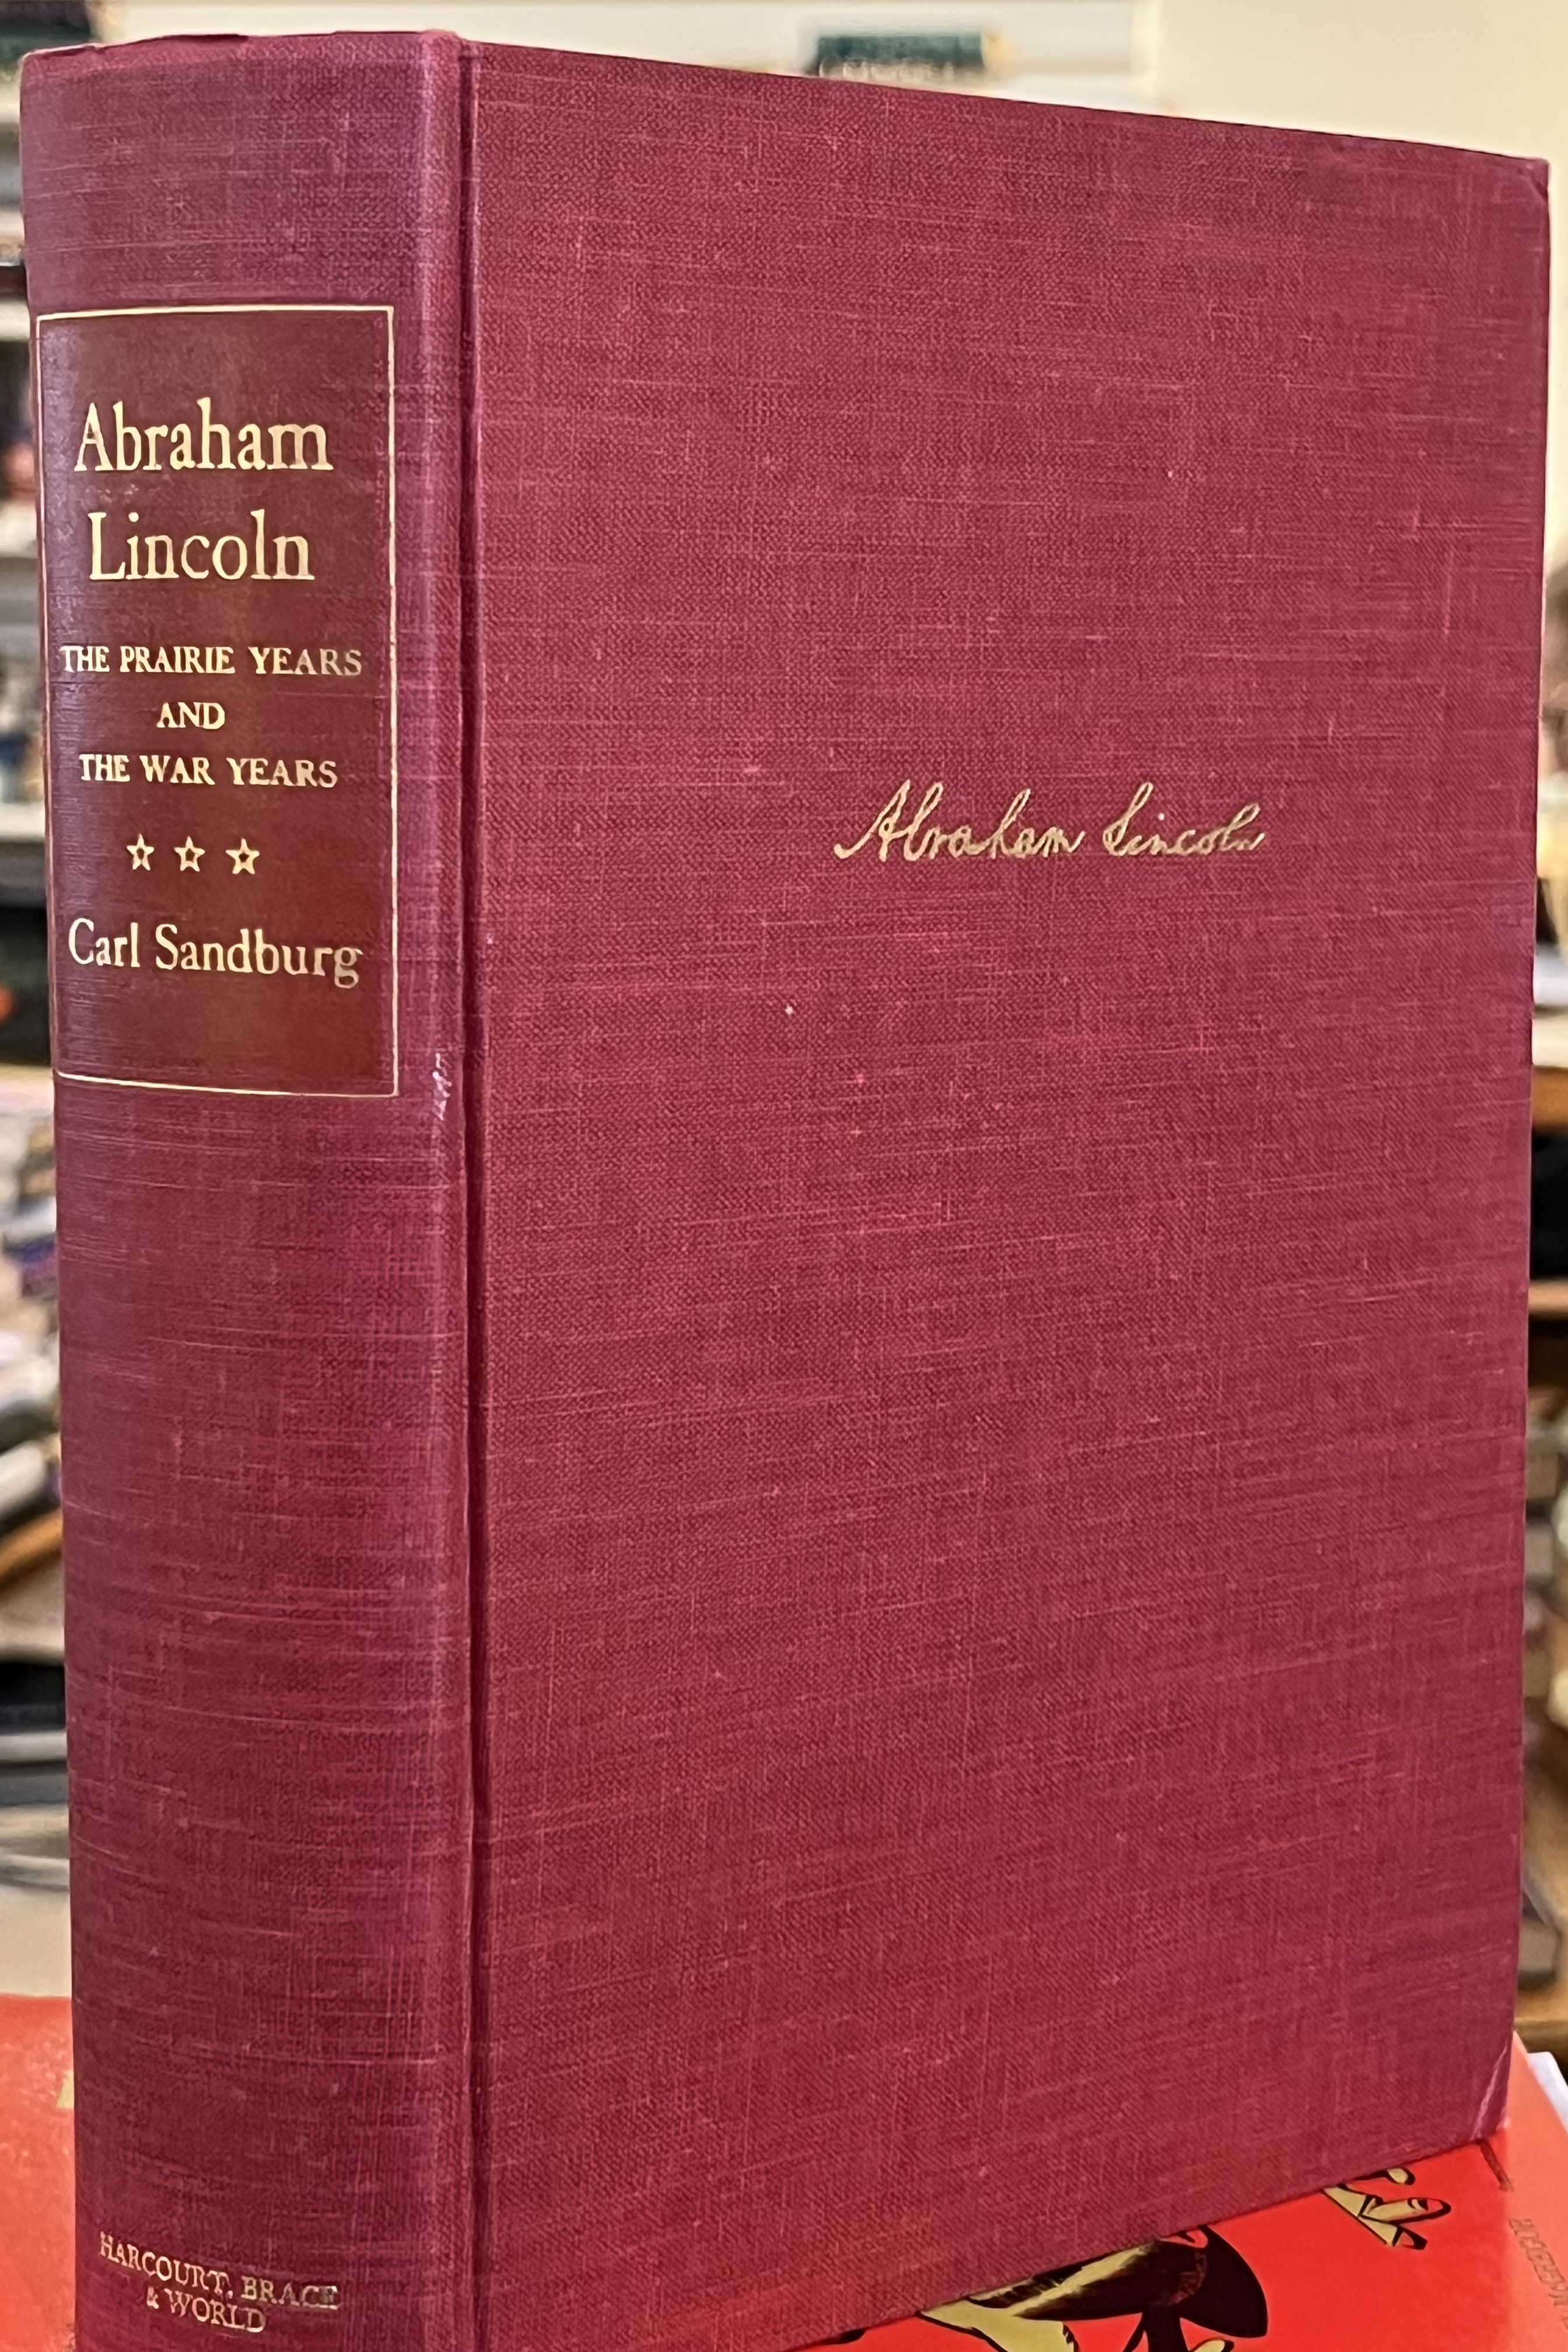 Abraham
Lincoln
THE PRAIRIE YEARS
AND
THE WAR YEARS
Carl Sandburg
HARCOURT, BRACE
& WORLD
Abraham Lincoln